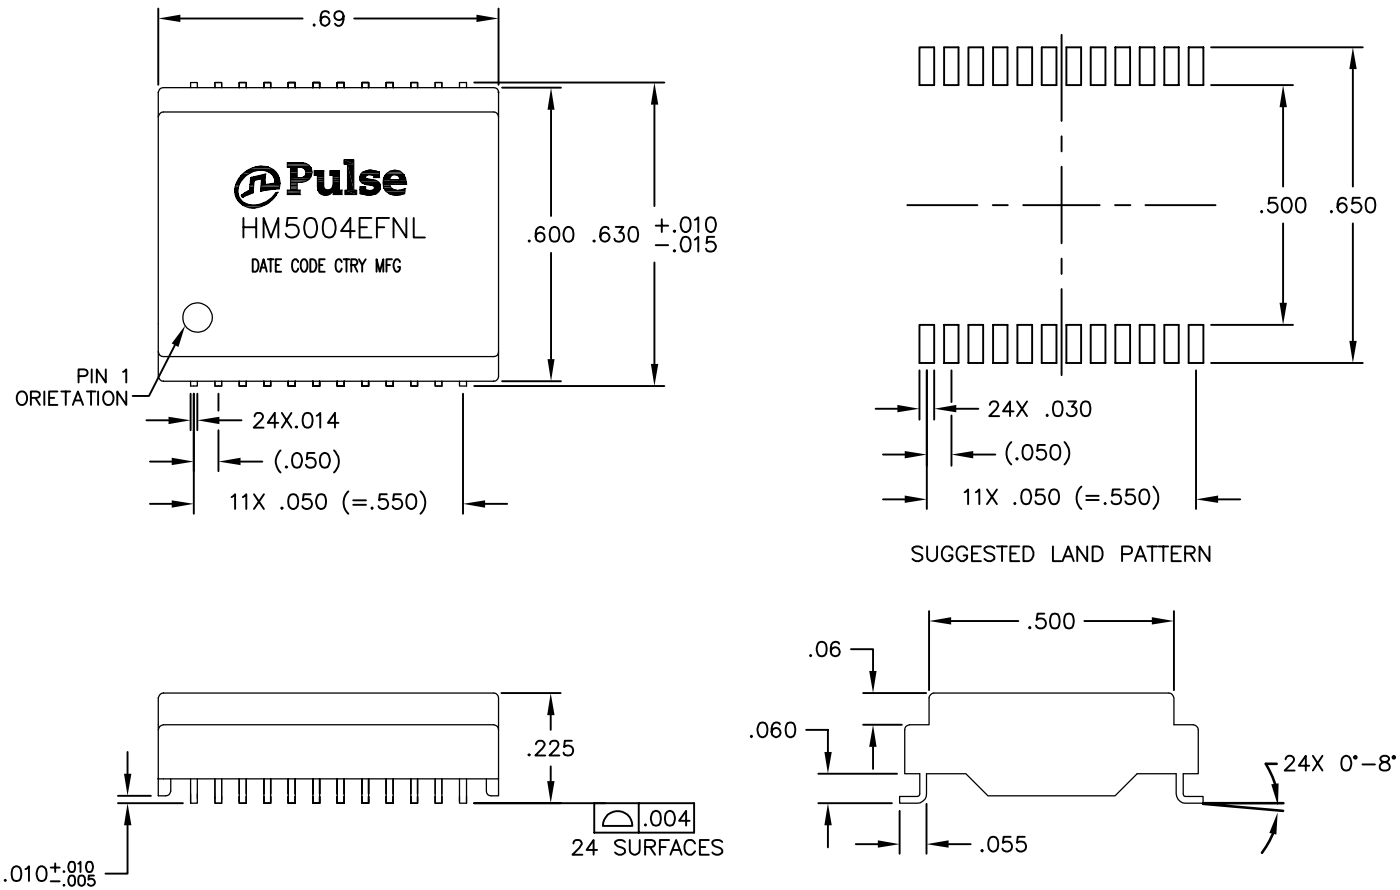 .69
Pulse
HM5004EFNL
DATE CODE CTRY MFG
.600 .630 +.010 -.015
PIN 1
ORIETATION
24X.014
(.050)
11X .050 (=.550)
.500 .650
24X .030
(.050)
11X .050 (=.550)
SUGGESTED LAND PATTERN
.225
.004
24 SURFACES
.010 +.010 -.005
.500
.06
.060
24X 0°-8°
.055